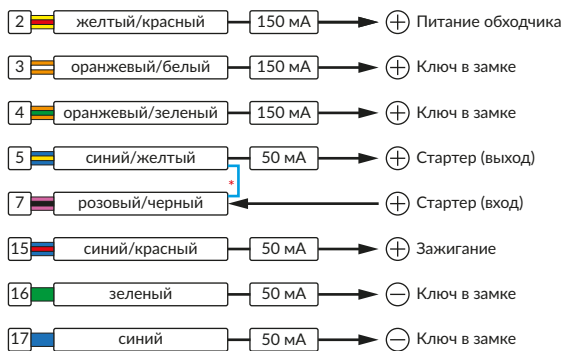 2 желтый/красный 150 мА + Питание обходчика
3 оранжевый/белый 150 мА + Ключ в замке
4 оранжевый/зеленый 150 мА + Ключ в замке
5 синий/желтый 50 мА + Стартер (выход)
*
7 розовый/черный + Стартер (вход)
15 синий/красный 50 мА + Зажигание
16 зеленый 50 мА − Ключ в замке
17 синий 50 мА − Ключ в замке